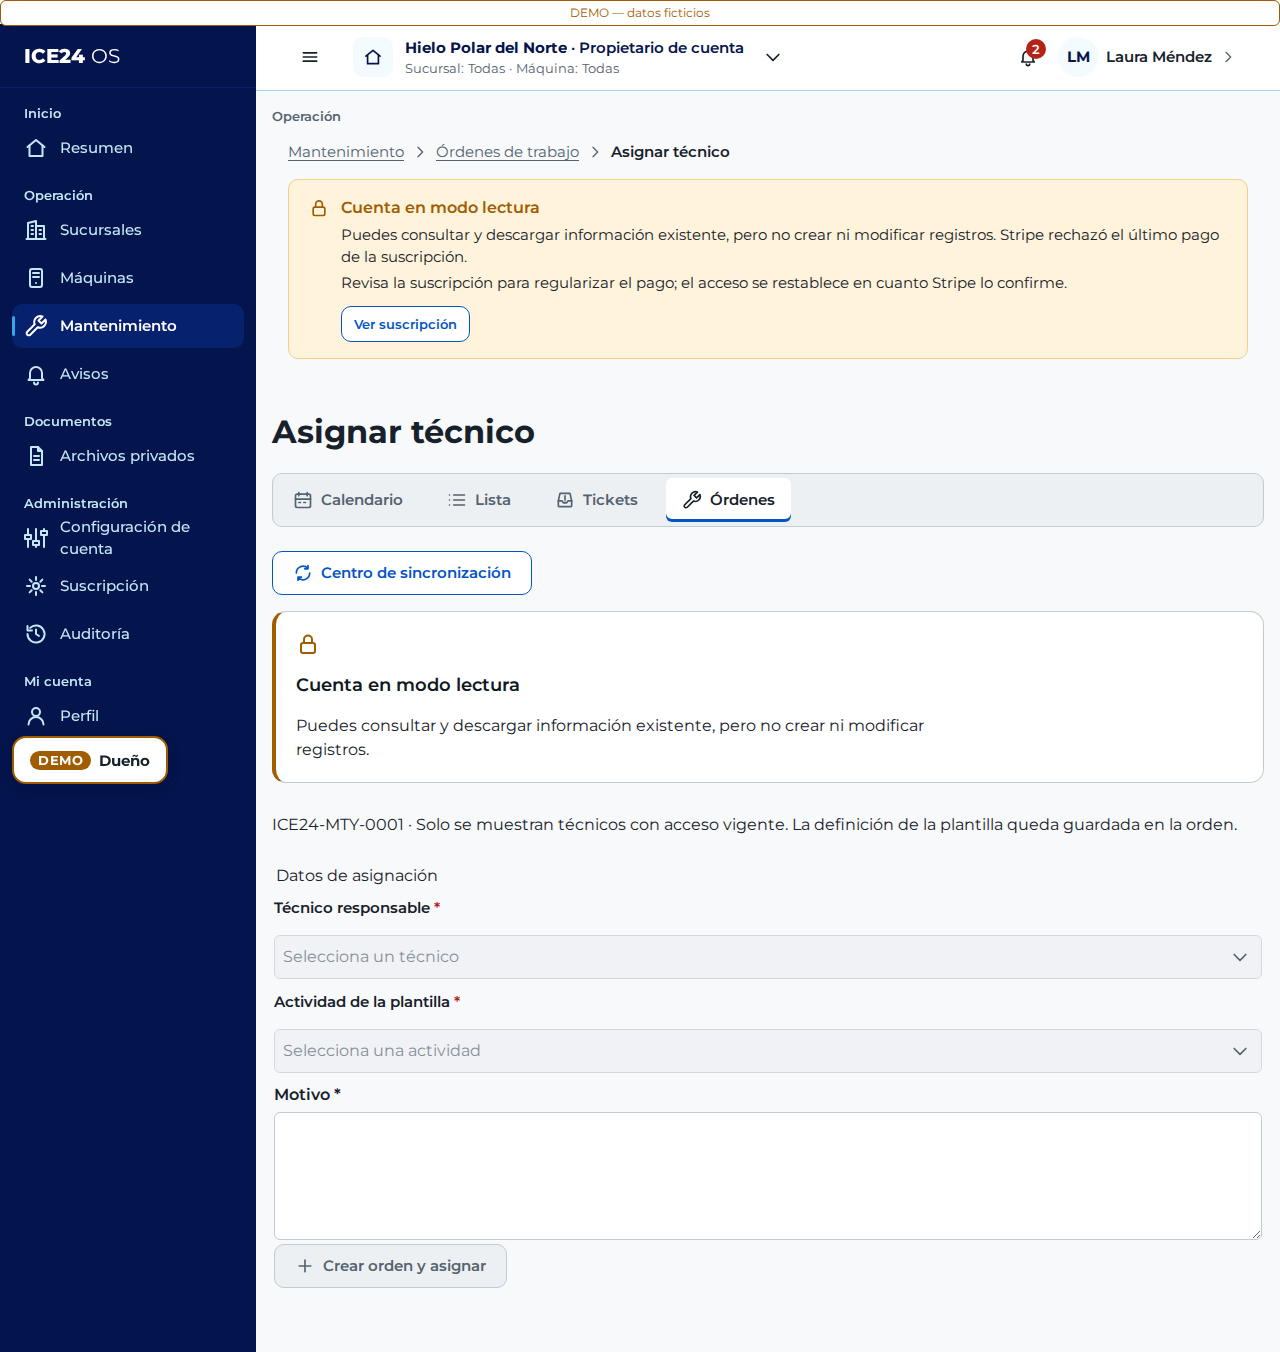 DEMO — datos ficticios
ICE24 OS
Hielo Polar del Norte · Propietario de cuenta
Sucursal: Todas · Máquina: Todas
2
LM
Laura Méndez
Inicio
Resumen
Operación
Sucursales
Máquinas
Mantenimiento
Avisos
Documentos
Archivos privados
Administración
Configuración de
cuenta
Suscripción
Auditoría
Mi cuenta
Perfil
DEMO Dueño
Operación
Mantenimiento > Órdenes de trabajo > Asignar técnico
Cuenta en modo lectura
Puedes consultar y descargar información existente, pero no crear ni modificar registros. Stripe rechazó el último pago
de la suscripción.
Revisa la suscripción para regularizar el pago; el acceso se restablece en cuanto Stripe lo confirme.
Ver suscripción
Asignar técnico
Calendario
Lista
Tickets
Órdenes
Centro de sincronización
Cuenta en modo lectura
Puedes consultar y descargar información existente, pero no crear ni modificar
registros.
ICE24-MTY-0001 · Solo se muestran técnicos con acceso vigente. La definición de la plantilla queda guardada en la orden.
Datos de asignación
Técnico responsable *
Selecciona un técnico
Actividad de la plantilla *
Selecciona una actividad
Motivo *
Crear orden y asignar